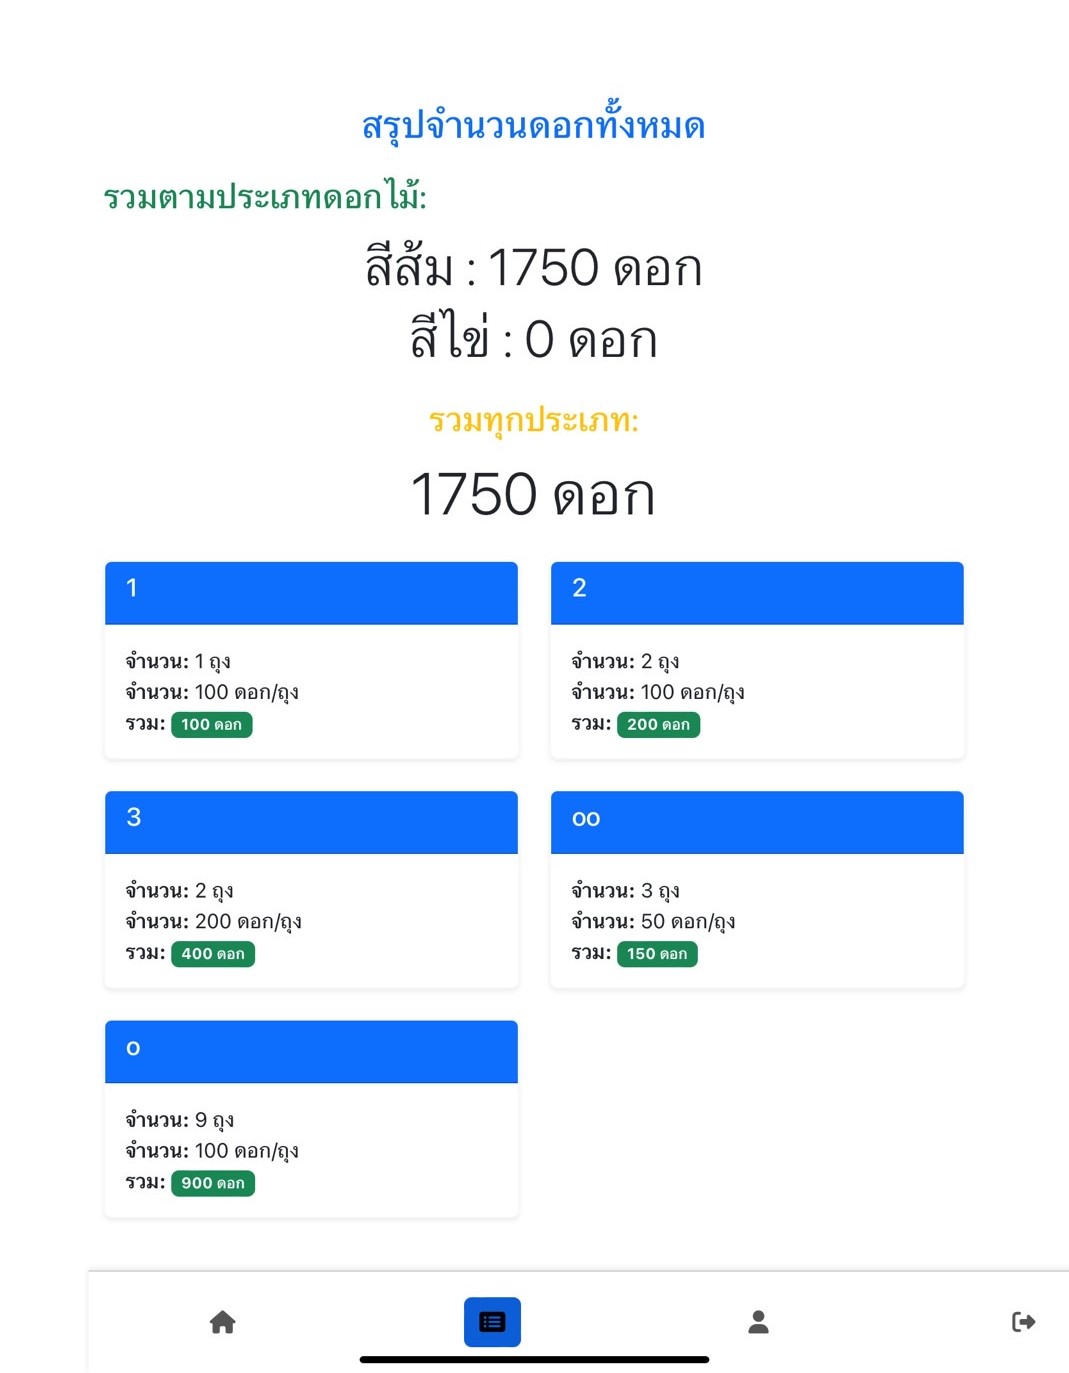 สรุปจำนวนดอกทั้งหมด
รวมตามประเภทดอกไม้:
สีส้ม : 1750 ดอก
สีไข่ : 0 ดอก
รวมทุกประเภท:
1750 ดอก
1
จำนวน: 1 ถุง
จำนวน: 100 ดอก/ถุง
รวม: 100 ดอก
2
จำนวน: 2 ถุง
จำนวน: 100 ดอก/ถุง
รวม: 200 ดอก
3
จำนวน: 2 ถุง
จำนวน: 200 ดอก/ถุง
รวม: 400 ดอก
oo
จำนวน: 3 ถุง
จำนวน: 50 ดอก/ถุง
รวม: 150 ดอก
o
จำนวน: 9 ถุง
จำนวน: 100 ดอก/ถุง
รวม: 900 ดอก